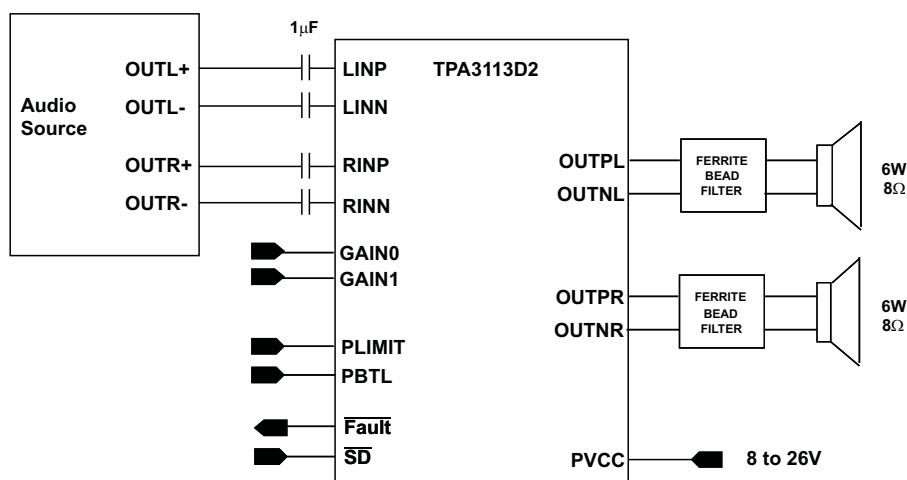 1μF
OUTL+
LINP
TPA3113D2
Audio
Source
OUTL-
LINN
OUTR+
RINP
OUTR-
RINN
OUTPL
OUTNL
FERRITE
BEAD
FILTER
6W
8Ω
GAIN0
GAIN1
OUTPR
OUTNR
FERRITE
BEAD
FILTER
6W
8Ω
PLIMIT
PBTL
Fault
SD
PVCC
8 to 26V